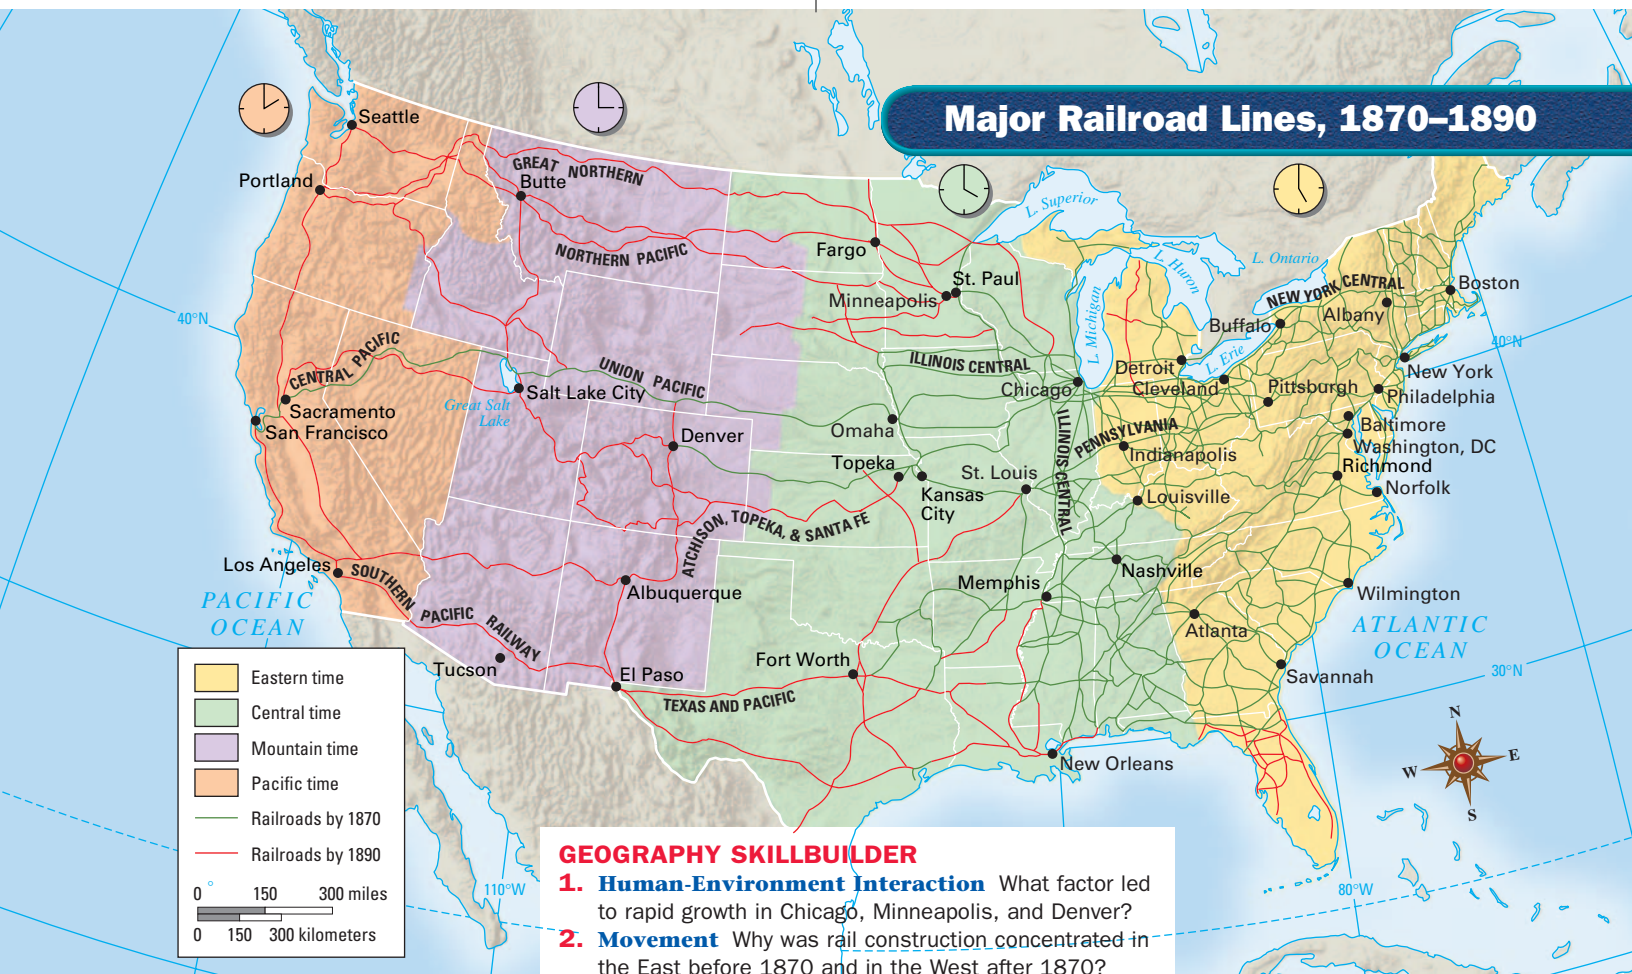 Major Railroad Lines, 1870–1890
Seattle
Portland
GREAT NORTHERN
Butte
NORTHERN PACIFIC
Fargo
L. Superior
St. Paul
Minneapolis
L. Michigan
L. Huron
L. Ontario
L. Erie
NEW YORK CENTRAL
Boston
Albany
Buffalo
40°N
40°N
CENTRAL PACIFIC
Sacramento
San Francisco
Great Salt
Lake
Salt Lake City
UNION PACIFIC
ILLINOIS CENTRAL
Chicago
Detroit
Cleveland
Pittsburgh
New York
Philadelphia
Baltimore
Washington, DC
Richmond
Norfolk
Denver
Omaha
Topeka
Kansas
City
St. Louis
ILLINOIS CENTRAL
PENNSYLVANIA
Indianapolis
Louisville
ATCHISON, TOPEKA, & SANTA FE
Los Angeles
SOUTHERN PACIFIC RAILWAY
Albuquerque
Memphis
Nashville
Wilmington
Atlanta
Savannah
PACIFIC
OCEAN
ATLANTIC
OCEAN
30°N
Tucson
El Paso
Fort Worth
TEXAS AND PACIFIC
New Orleans
N
E
S
W
Eastern time
Central time
Mountain time
Pacific time
Railroads by 1870
Railroads by 1890
0 150 300 miles
0 150 300 kilometers
110°W
80°W
GEOGRAPHY SKILLBUILDER
1. Human-Environment Interaction What factor led
to rapid growth in Chicago, Minneapolis, and Denver?
2. Movement Why was rail construction concentrated in
the East before 1870 and in the West after 1870?